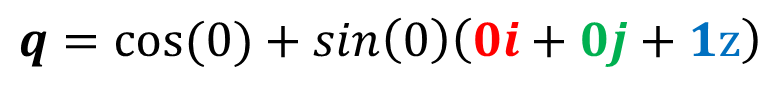 q = cos(0) + sin(0)(0i + 0j + 1z)